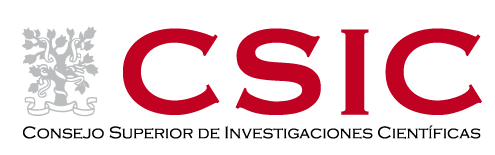 CSIC
CONSEJO SUPERIOR DE INVESTIGACIONES CIENTÍFICAS